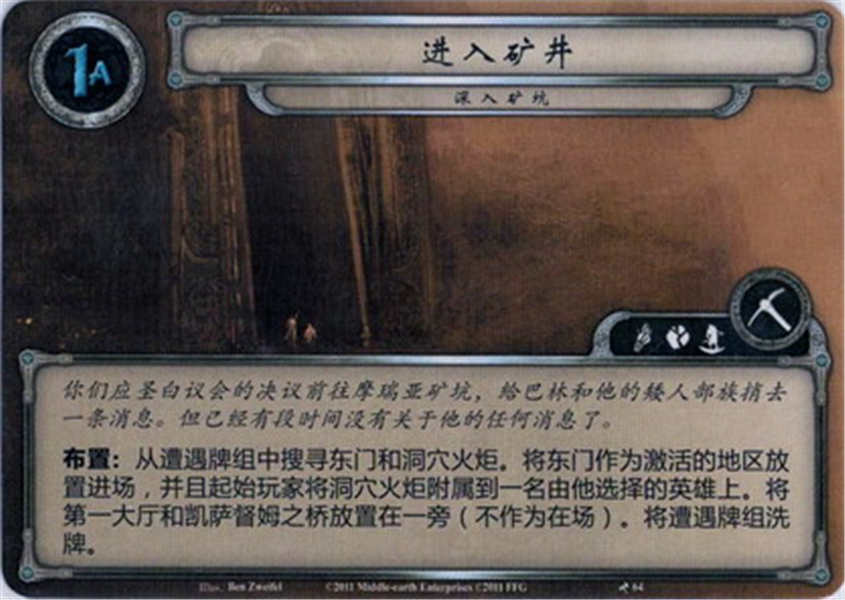 1A
进入矿井
深入矿坑
你们应圣白议会的决议前往摩瑞亚矿坑，给巴林和他的矮人部族捎去
一条消息。但已经有段时间没有关于他的任何消息了。
布置：从遭遇牌组中搜寻东门和洞穴火炬。将东门作为激活的地区放
置进场，并且起始玩家将洞穴火炬附属到一名由他选择的英雄上。将
第一大厅和凯萨督姆之桥放置在一旁（不作为在场）。将遭遇牌组洗
牌。
Illus. Ben Zweifel ©2011 Middle-earth Enterprises ©2011 FFG 64